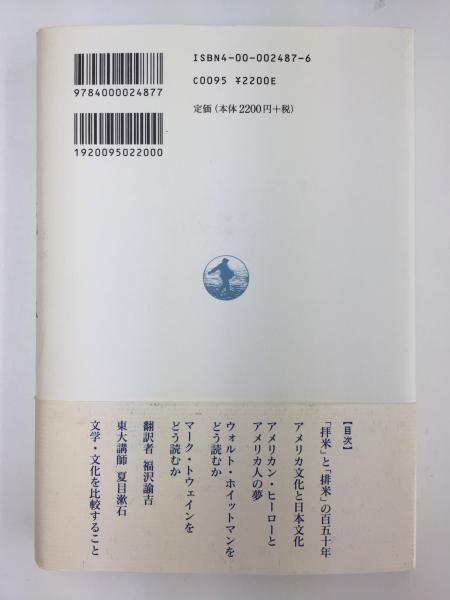 ISBN4-00-002487-6
C0095 ¥2200E
定価(本体2200円+税)
9784000024877
1920095022000
【目次】
「拝米」と「排米」の百五十年
アメリカ文化と日本文化
アメリカン・ヒーローと
アメリカ人の夢
ウォルト・ホイットマンを
どう読むか
マーク・トウェインを
どう読むか
翻訳者 福沢諭吉
東大講師 夏目漱石
文学・文化を比較すること